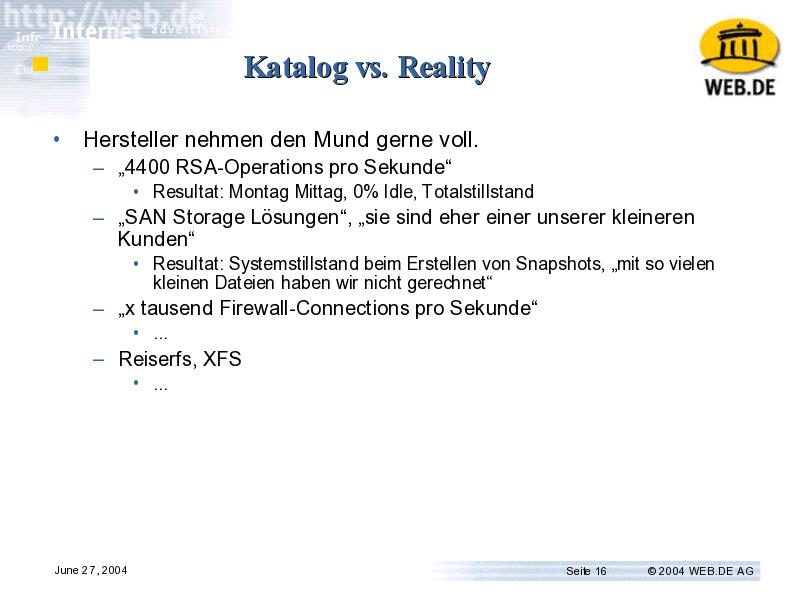 http://web.de
Internet advertising
Info
http://
Katalog vs. Reality
WEB.DE
• Hersteller nehmen den Mund gerne voll.
– „4400 RSA-Operations pro Sekunde“
• Resultat: Montag Mittag, 0% Idle, Totalstillstand
– „SAN Storage Lösungen“, „sie sind eher einer unserer kleineren
Kunden“
• Resultat: Systemstillstand beim Erstellen von Snapshots, „mit so vielen
kleinen Dateien haben wir nicht gerechnet“
– „x tausend Firewall-Connections pro Sekunde“
• ...
– Reiserfs, XFS
• ...
June 27, 2004
Seite 16
© 2004 WEB.DE AG